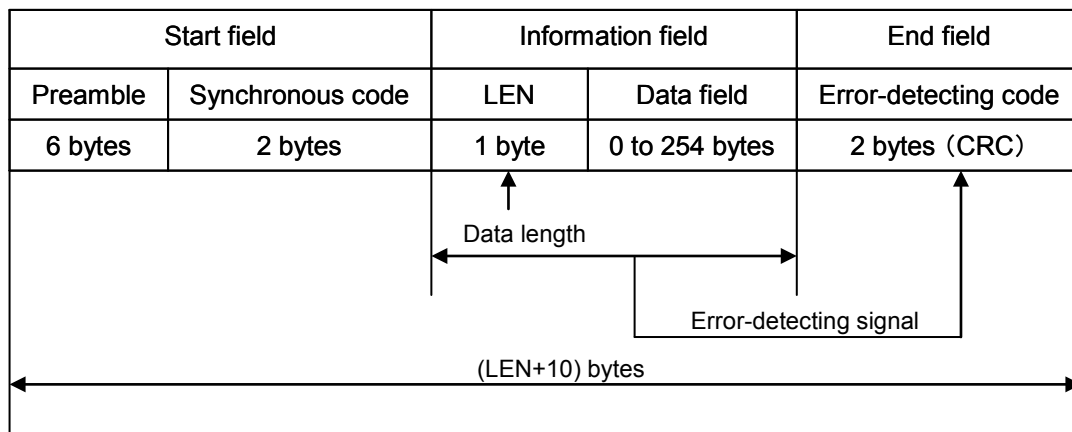 Start field Information field End field
Preamble Synchronous code LEN Data field Error-detecting code
6 bytes 2 bytes 1 byte 0 to 254 bytes 2 bytes（CRC）
Data length
Error-detecting signal
(LEN+10) bytes